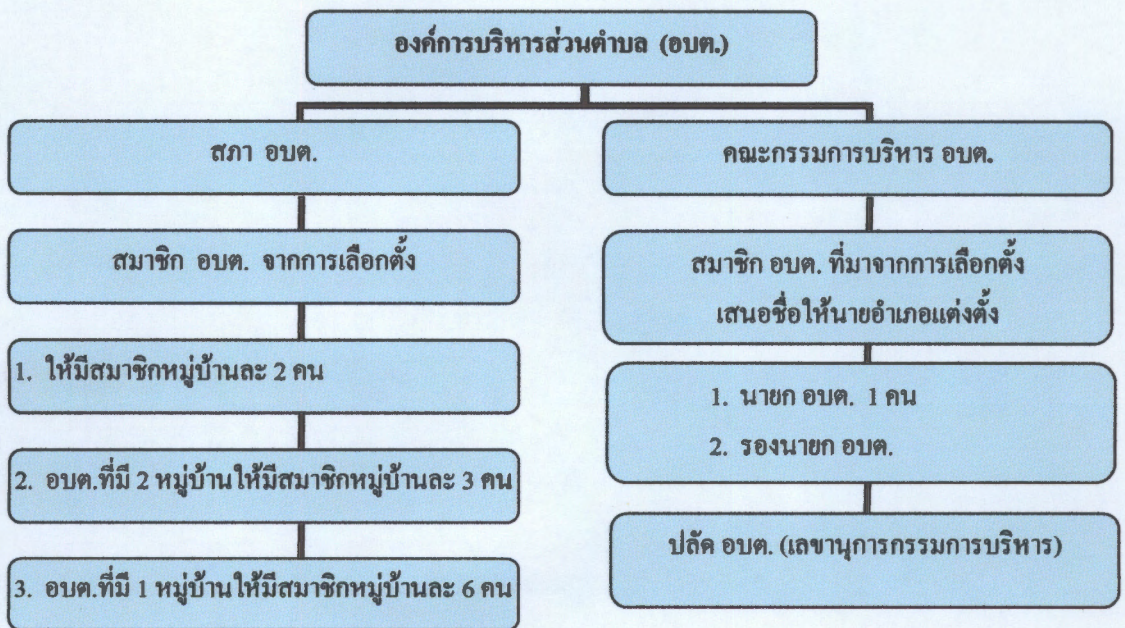 องค์การบริหารส่วนตำบล (อบต.)
สภา อบต.
สมาชิก อบต. จากการเลือกตั้ง
1. ให้มีสมาชิกหมู่บ้านละ 2 คน
2. อบต.ที่มี 2 หมู่บ้านให้มีสมาชิกหมู่บ้านละ 3 คน
3. อบต.ที่มี 1 หมู่บ้านให้มีสมาชิกหมู่บ้านละ 6 คน
คณะกรรมการบริหาร อบต.
สมาชิก อบต. ที่มาจากการเลือกตั้ง
เสนอชื่อให้นายอำเภอแต่งตั้ง
1. นายก อบต. 1 คน
2. รองนายก อบต.
ปลัด อบต. (เลขานุการกรรมการบริหาร)